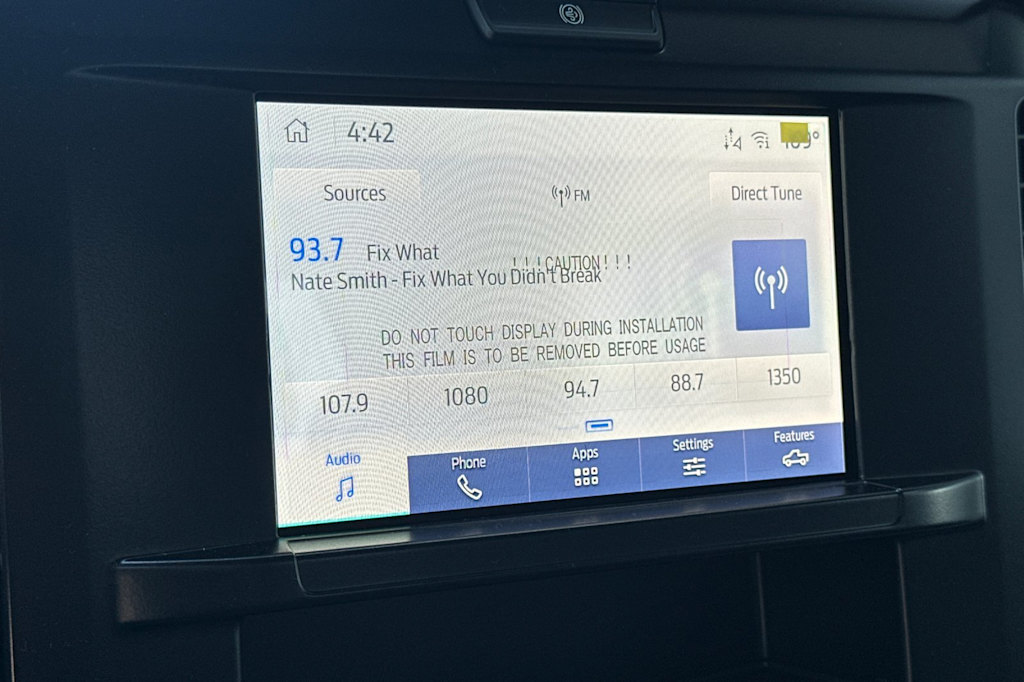 4:42
109°
Sources
FM
Direct Tune
93.7 Fix What
! ! ! CAUTION ! ! !
Nate Smith - Fix What You Didn't Break
DO NOT TOUCH DISPLAY DURING INSTALLATION
THIS FILM IS TO BE REMOVED BEFORE USAGE
107.9 1080 94.7 88.7 1350
Audio Phone Apps Settings Features